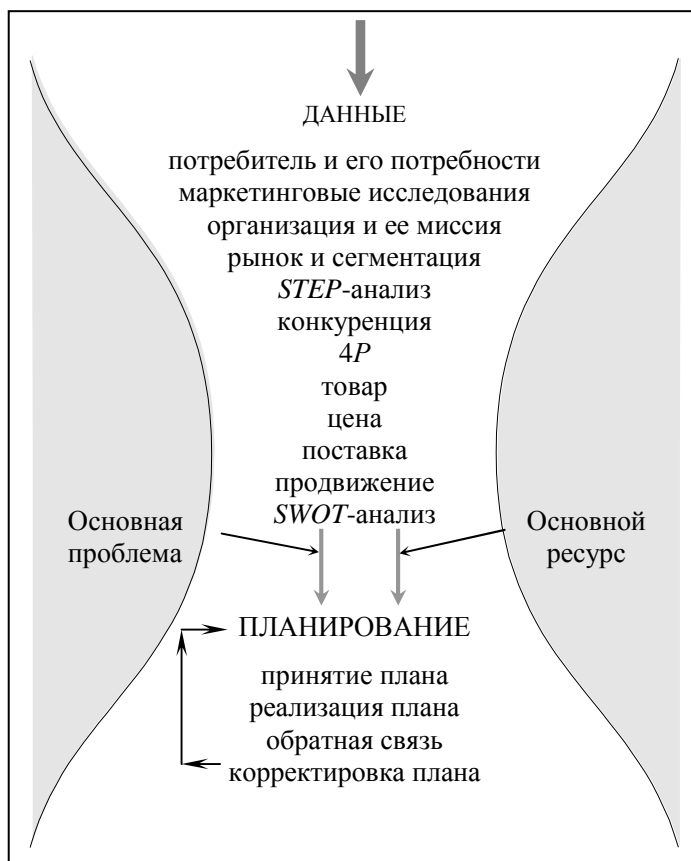 ДАННЫЕ
потребитель и его потребности
маркетинговые исследования
организация и ее миссия
рынок и сегментация
STEP-анализ
конкуренция
4P
товар
цена
поставка
продвижение
SWOT-анализ
Основная
проблема
Основной
ресурс
ПЛАНИРОВАНИЕ
принятие плана
реализация плана
обратная связь
корректировка плана